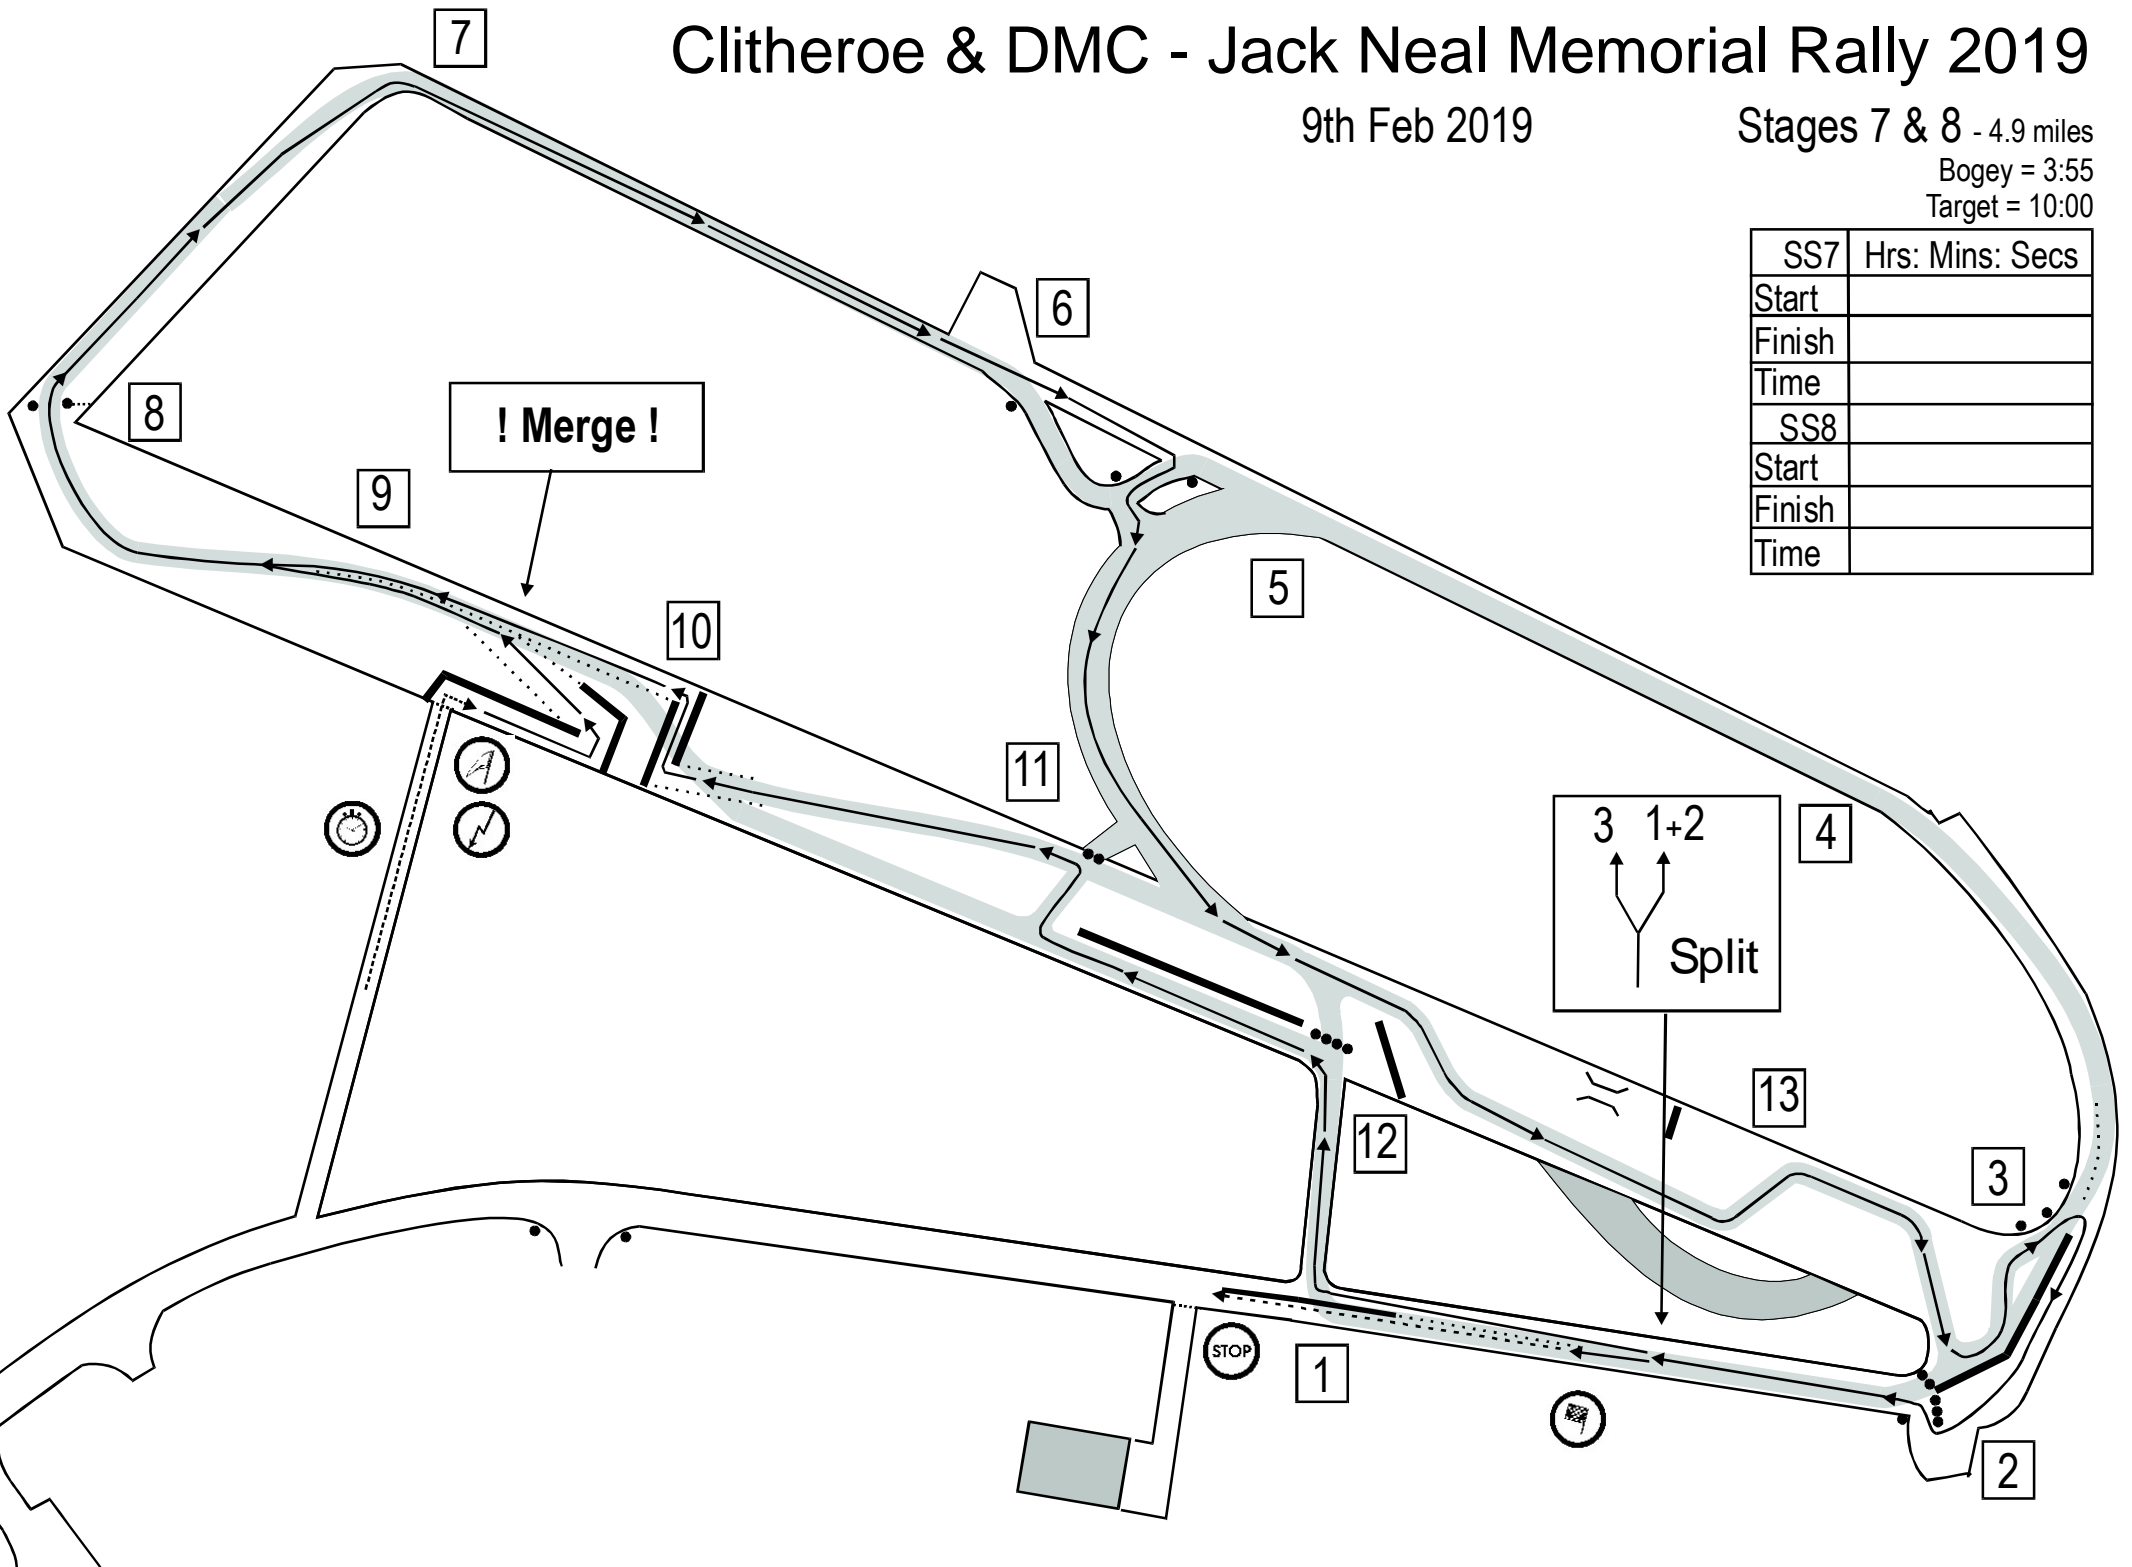 Clitheroe & DMC - Jack Neal Memorial Rally 2019
9th Feb 2019
Stages 7 & 8 - 4.9 miles
Bogey = 3:55
Target = 10:00
SS7 Hrs: Mins: Secs
Start
Finish
Time
SS8
Start
Finish
Time
7
6
8
! Merge !
9
5
10
11
4
3 1+2
Split
13
12
3
STOP
1
2